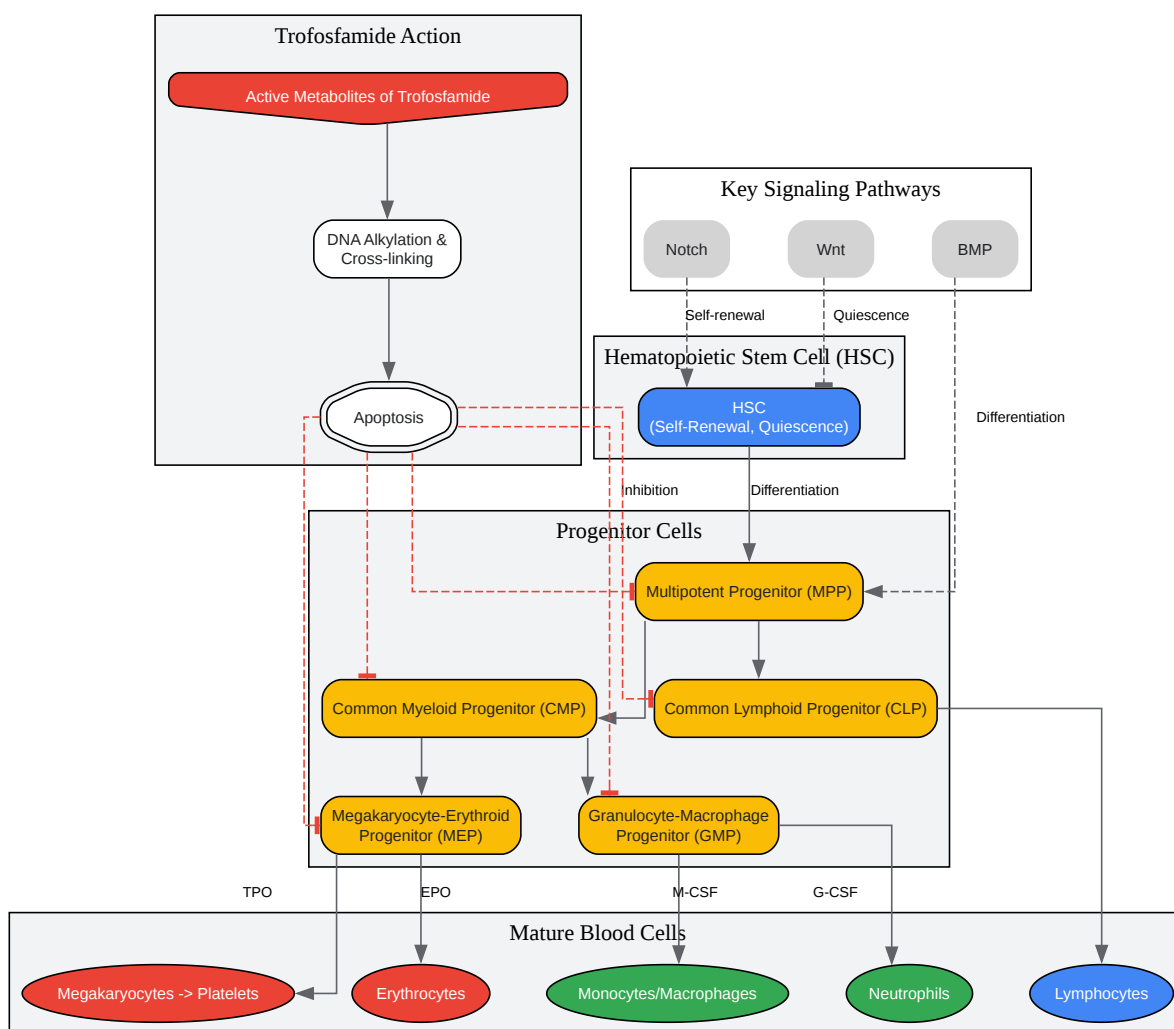 Trofosfamide Action
Active Metabolites of Trofosfamide
DNA Alkylation &
Cross-linking
Apoptosis
Key Signaling Pathways
Notch
Wnt
BMP
Self-renewal
Quiescence
Differentiation
Hematopoietic Stem Cell (HSC)
HSC
(Self-Renewal, Quiescence)
Inhibition
Differentiation
Progenitor Cells
Multipotent Progenitor (MPP)
Common Myeloid Progenitor (CMP)
Common Lymphoid Progenitor (CLP)
Megakaryocyte-Erythroid
Progenitor (MEP)
Granulocyte-Macrophage
Progenitor (GMP)
TPO
EPO
M-CSF
G-CSF
Mature Blood Cells
Megakaryocytes -> Platelets
Erythrocytes
Monocytes/Macrophages
Neutrophils
Lymphocytes